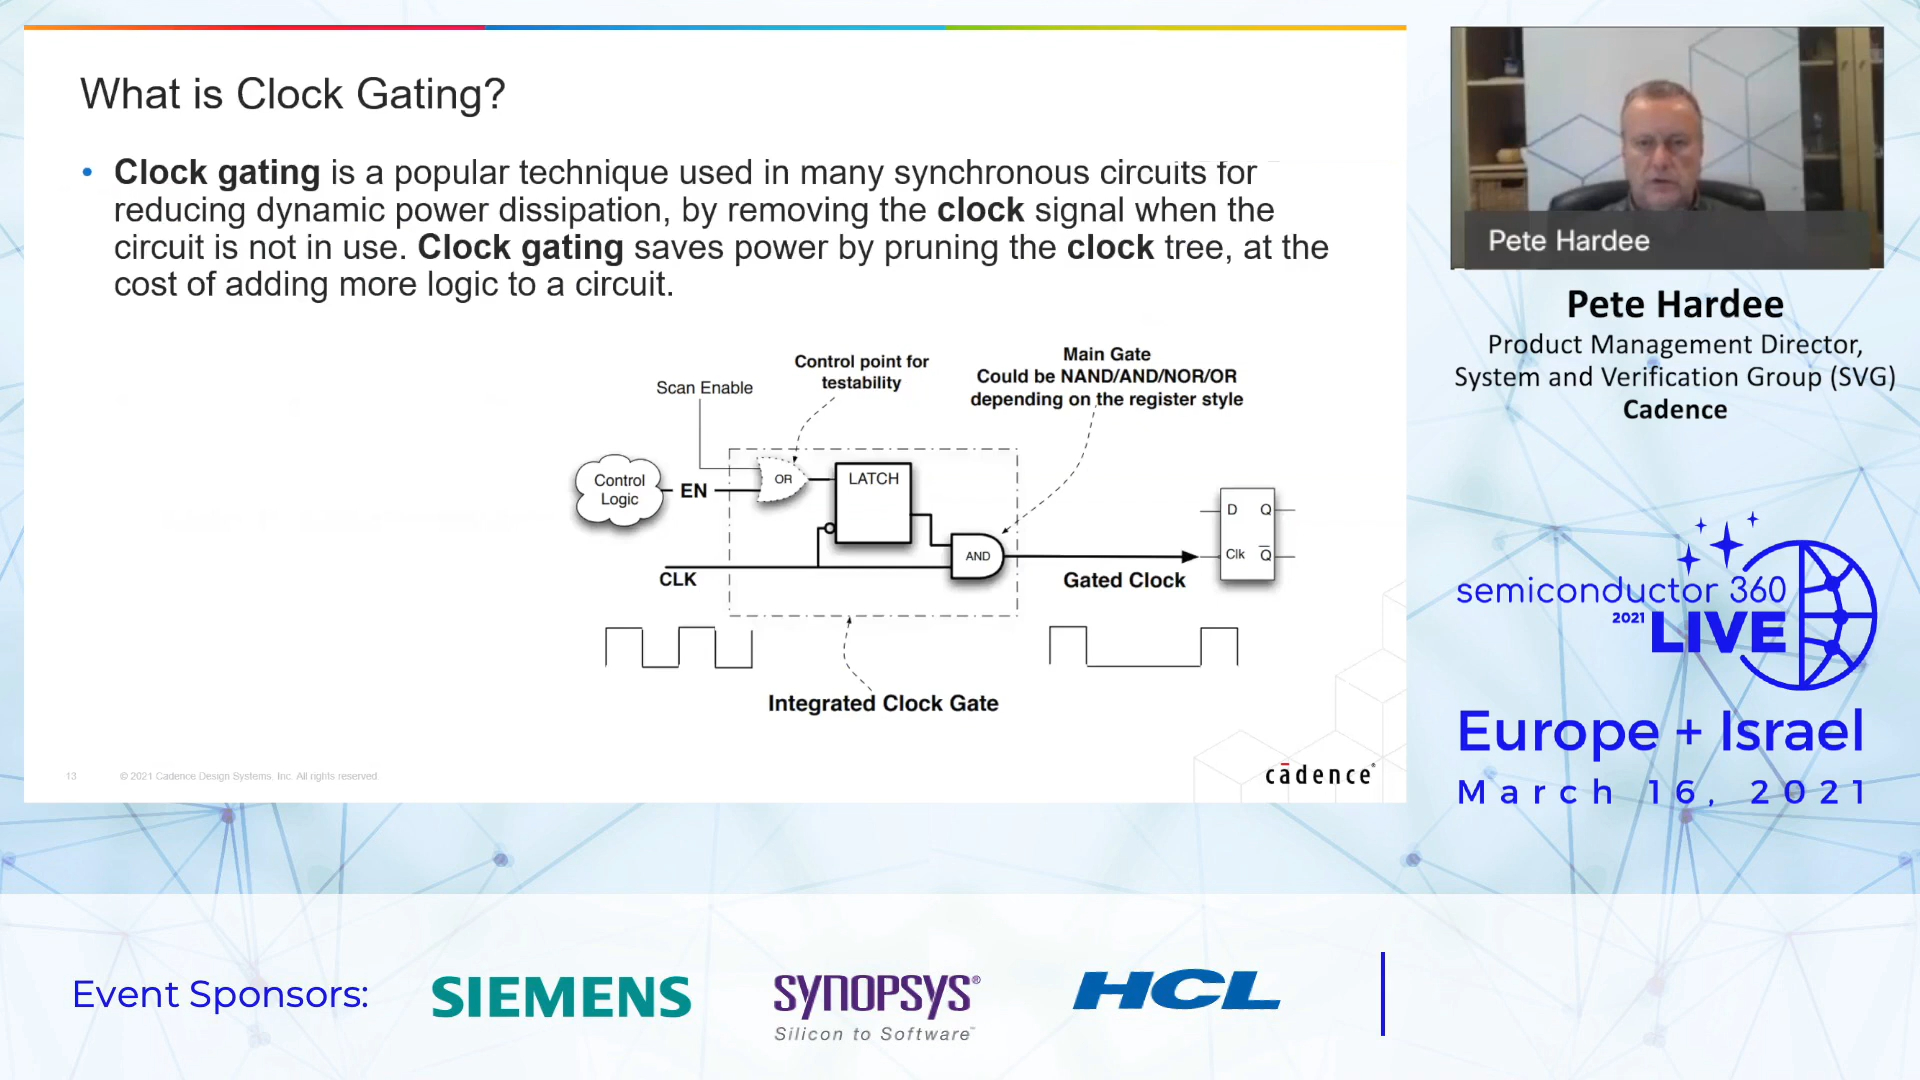 What is Clock Gating?
• Clock gating is a popular technique used in many synchronous circuits for
reducing dynamic power dissipation, by removing the clock signal when the
circuit is not in use. Clock gating saves power by pruning the clock tree, at the
cost of adding more logic to a circuit.
Scan Enable
Control point for
testability
Main Gate
Could be NAND/AND/NOR/OR
depending on the register style
Control
Logic
EN
OR
LATCH
AND
CLK
Gated Clock
D Q
Clk Q̅
Integrated Clock Gate
13 © 2021 Cadence Design Systems, Inc. All rights reserved.
cādence®
Pete Hardee
Pete Hardee
Product Management Director,
System and Verification Group (SVG)
Cadence
semiconductor 360
2021 LIVE
Europe + Israel
March 16, 2021
Event Sponsors:
SIEMENS
SYNOPSYS®
Silicon to Software™
HCL